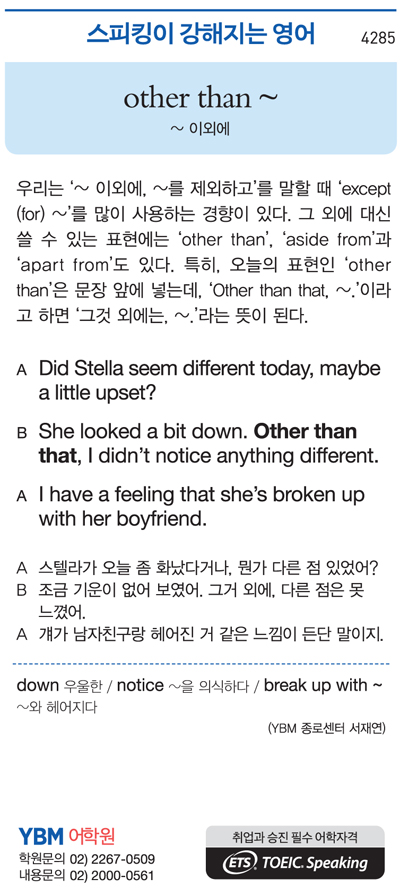 스피킹이 강해지는 영어
4285
other than ~
~ 이외에
우리는 ‘~ 이외에, ~를 제외하고’를 말할 때 ‘except
(for) ~’를 많이 사용하는 경향이 있다. 그 외에 대신
쓸 수 있는 표현에는 ‘other than’, ‘aside from’과
‘apart from’도 있다. 특히, 오늘의 표현인 ‘other
than’은 문장 앞에 넣는데, ‘Other than that, ~.’이라
고 하면 ‘그것 외에는, ~.’라는 뜻이 된다.
A Did Stella seem different today, maybe
a little upset?
B She looked a bit down. Other than
that, I didn’t notice anything different.
A I have a feeling that she’s broken up
with her boyfriend.
A 스텔라가 오늘 좀 화났다거나, 뭔가 다른 점 있었어?
B 조금 기운이 없어 보였어. 그거 외에, 다른 점은 못
느꼈어.
A 걔가 남자친구랑 헤어진 거 같은 느낌이 든단 말이지.
down 우울한 / notice ~을 의식하다 / break up with ~
~와 헤어지다
(YBM 종로센터 서재연)
YBM 어학원
학원문의 02) 2267-0509
내용문의 02) 2000-0561
취업과 승진 필수 어학자격
ETS TOEIC. Speaking